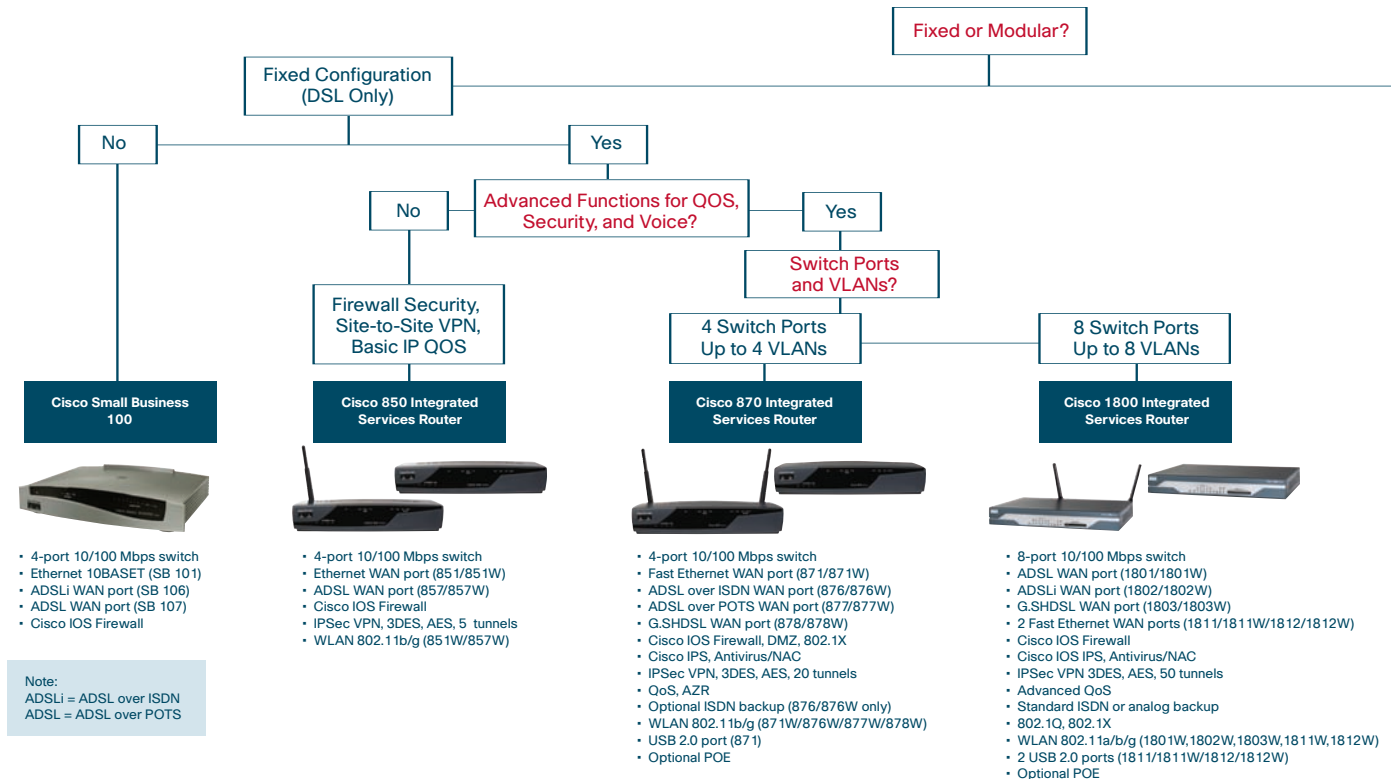 Fixed or Modular?
Fixed Configuration
(DSL Only)
No
Yes
No
Advanced Functions for QOS,
Security, and Voice?
Yes
Switch Ports
and VLANs?
Firewall Security,
Site-to-Site VPN,
Basic IP QOS
4 Switch Ports
Up to 4 VLANs
8 Switch Ports
Up to 8 VLANs
Cisco Small Business
100
Cisco 850 Integrated
Services Router
Cisco 870 Integrated
Services Router
Cisco 1800 Integrated
Services Router
▪ 4-port 10/100 Mbps switch
▪ Ethernet 10BASET (SB 101)
▪ ADSLi WAN port (SB 106)
▪ ADSL WAN port (SB 107)
▪ Cisco IOS Firewall
Note:
ADSLi = ADSL over ISDN
ADSL = ADSL over POTS
▪ 4-port 10/100 Mbps switch
▪ Ethernet WAN port (851/851W)
▪ ADSL WAN port (857/857W)
▪ Cisco IOS Firewall
▪ IPSec VPN, 3DES, AES, 5 tunnels
▪ WLAN 802.11b/g (851W/857W)
▪ 4-port 10/100 Mbps switch
▪ Fast Ethernet WAN port (871/871W)
▪ ADSL over ISDN WAN port (876/876W)
▪ ADSL over POTS WAN port (877/877W)
▪ G.SHDSL WAN port (878/878W)
▪ Cisco IOS Firewall, DMZ, 802.1X
▪ Cisco IPS, Antivirus/NAC
▪ IPSec VPN, 3DES, AES, 20 tunnels
▪ QoS, AZR
▪ Optional ISDN backup (876/876W only)
▪ WLAN 802.11b/g (871W/876W/877W/878W)
▪ USB 2.0 port (871)
▪ Optional POE
▪ 8-port 10/100 Mbps switch
▪ ADSL WAN port (1801/1801W)
▪ ADSLi WAN port (1802/1802W)
▪ G.SHDSL WAN port (1803/1803W)
▪ 2 Fast Ethernet WAN ports (1811/1811W/1812/1812W)
▪ Cisco IOS Firewall
▪ Cisco IOS IPS, Antivirus/NAC
▪ IPSec VPN 3DES, AES, 50 tunnels
▪ Advanced QoS
▪ Standard ISDN or analog backup
▪ 802.1Q, 802.1X
▪ WLAN 802.11a/b/g (1801W,1802W,1803W,1811W,1812W)
▪ 2 USB 2.0 ports (1811/1811W/1812/1812W)
▪ Optional POE